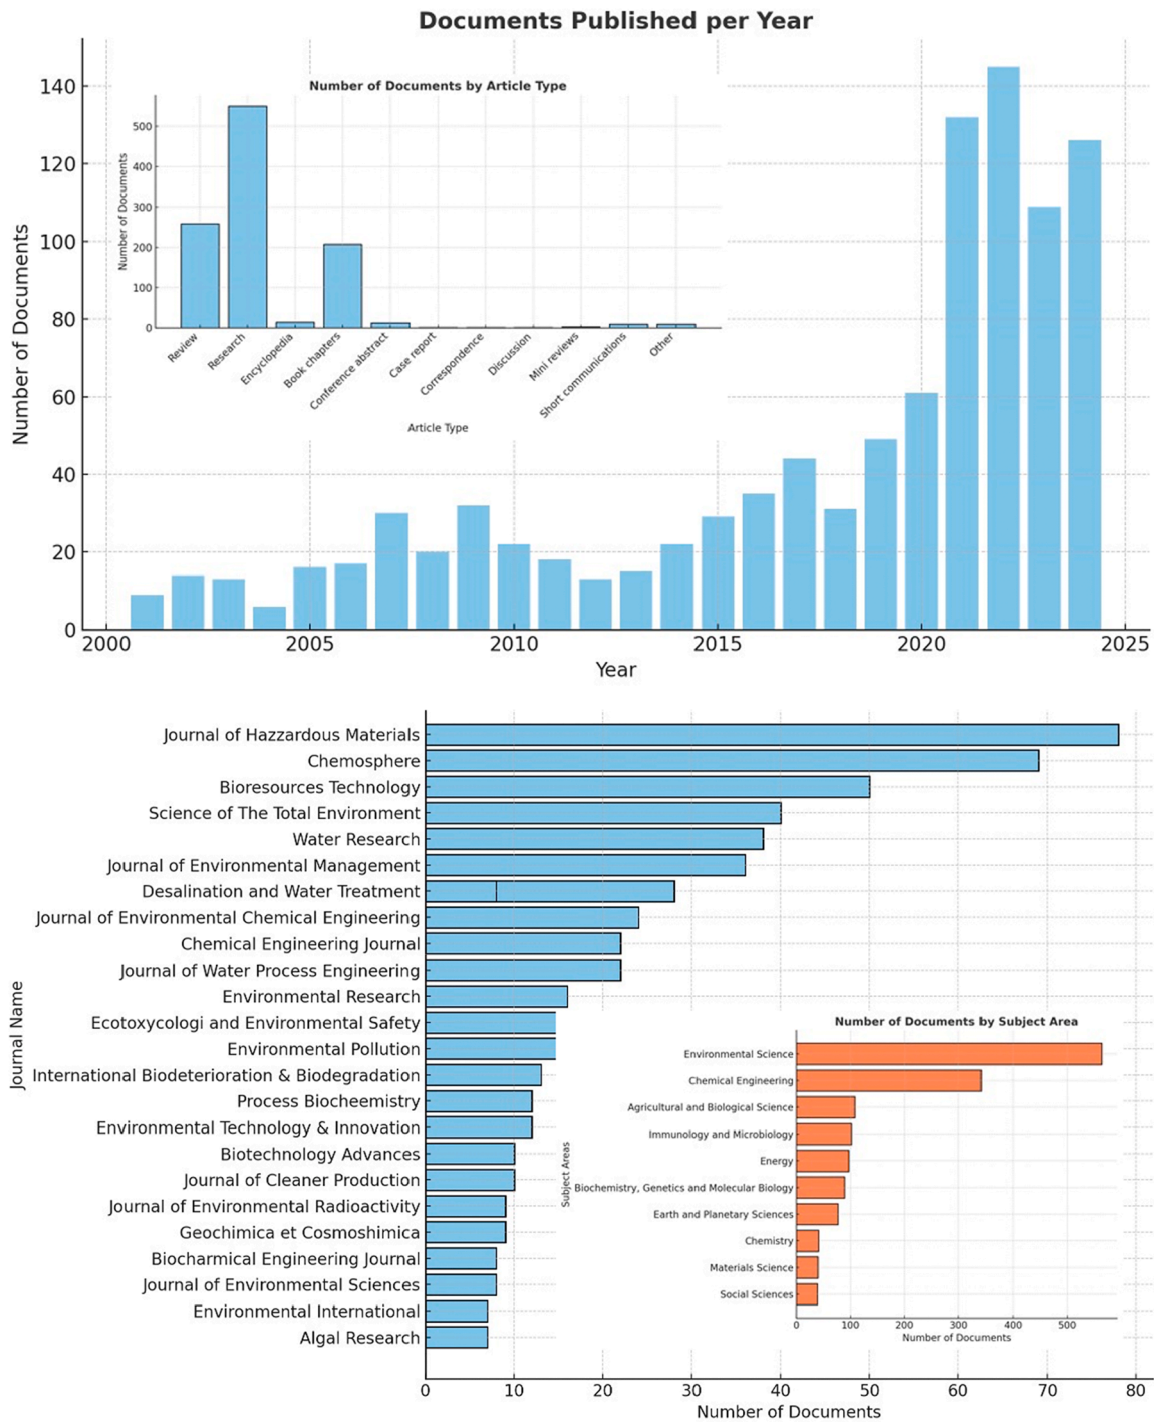 Documents Published per Year
Number of Documents
140
120
100
80
60
40
20
0
2000 2005 2010 2015 2020 2025
Year
Number of Documents by Article Type
Number of Documents
500
400
300
200
100
0
Review
Research
Encyclopedia
Book chapters
Conference abstract
Case report
Correspondence
Discussion
Mini reviews
Short communications
Other
Article Type
Journal Name
Journal of Hazzardous Materials
Chemosphere
Bioresources Technology
Science of The Total Environment
Water Research
Journal of Environmental Management
Desalination and Water Treatment
Journal of Environmental Chemical Engineering
Chemical Engineering Journal
Journal of Water Process Engineering
Environmental Research
Ecotoxycologi and Environmental Safety
Environmental Pollution
International Biodeterioration & Biodegradation
Process Biocheemistry
Environmental Technology & Innovation
Biotechnology Advances
Journal of Cleaner Production
Journal of Environmental Radioactivity
Geochimica et Cosmoshimica
Biocharmical Engineering Journal
Journal of Environmental Sciences
Environmental International
Algal Research
0 10 20 30 40 50 60 70 80
Number of Documents
Number of Documents by Subject Area
Subject Areas
Environmental Science
Chemical Engineering
Agricultural and Biological Science
Immunology and Microbiology
Energy
Biochemistry, Genetics and Molecular Biology
Earth and Planetary Sciences
Chemistry
Materials Science
Social Sciences
0 100 200 300 400 500
Number of Documents